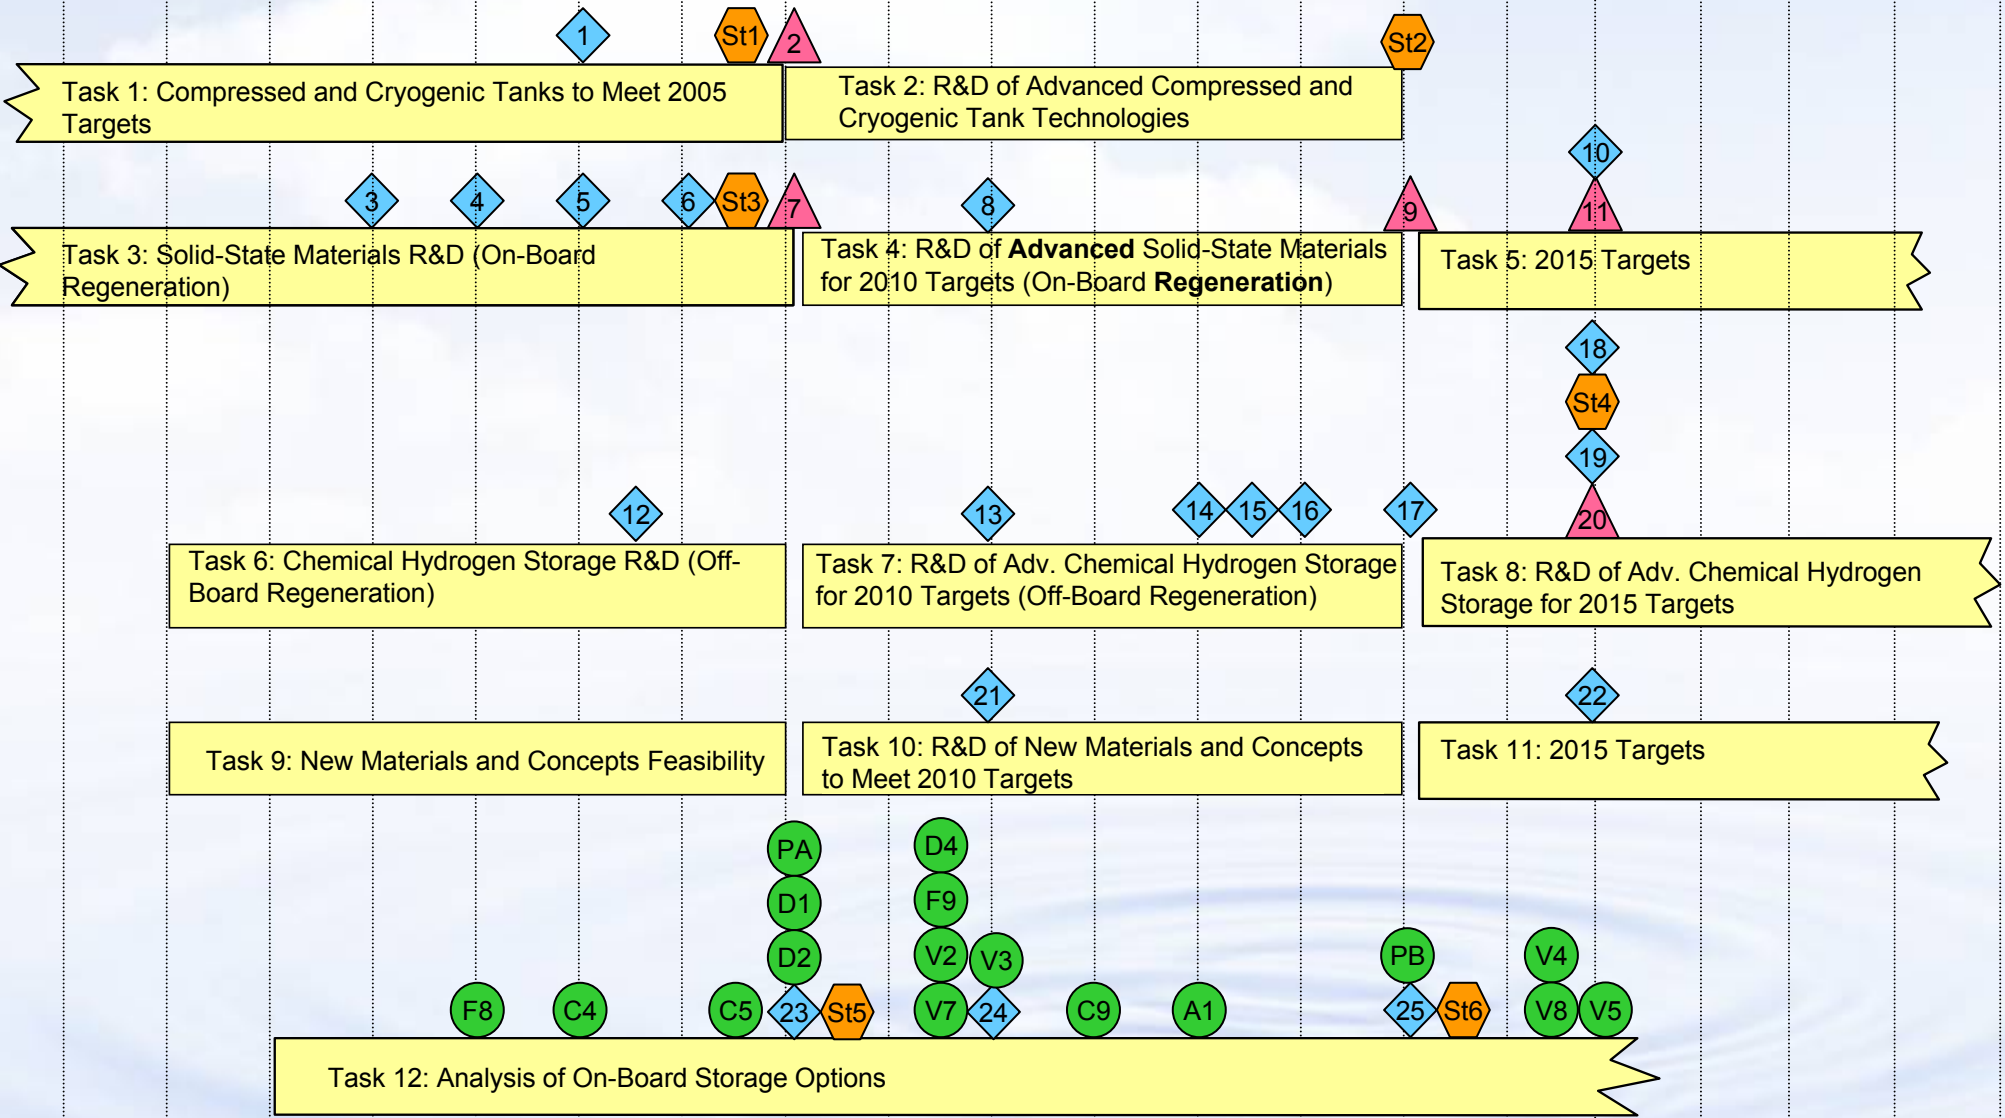 1 St1 2 St2
Task 1: Compressed and Cryogenic Tanks to Meet 2005
Targets
Task 2: R&D of Advanced Compressed and
Cryogenic Tank Technologies
10
3 4 5 6 St3 7 8 9 11
Task 3: Solid-State Materials R&D (On-Board
Regeneration)
Task 4: R&D of Advanced Solid-State Materials
for 2010 Targets (On-Board Regeneration)
Task 5: 2015 Targets
18
St4
19
12 13 14 15 16 17 20
Task 6: Chemical Hydrogen Storage R&D (Off-
Board Regeneration)
Task 7: R&D of Adv. Chemical Hydrogen Storage
for 2010 Targets (Off-Board Regeneration)
Task 8: R&D of Adv. Chemical Hydrogen
Storage for 2015 Targets
21 22
Task 9: New Materials and Concepts Feasibility
Task 10: R&D of New Materials and Concepts
to Meet 2010 Targets
Task 11: 2015 Targets
PA D4
D1 F9
D2 V2 V3 PB V4
F8 C4 C5 23 St5 V7 24 C9 A1 25 St6 V8 V5
Task 12: Analysis of On-Board Storage Options